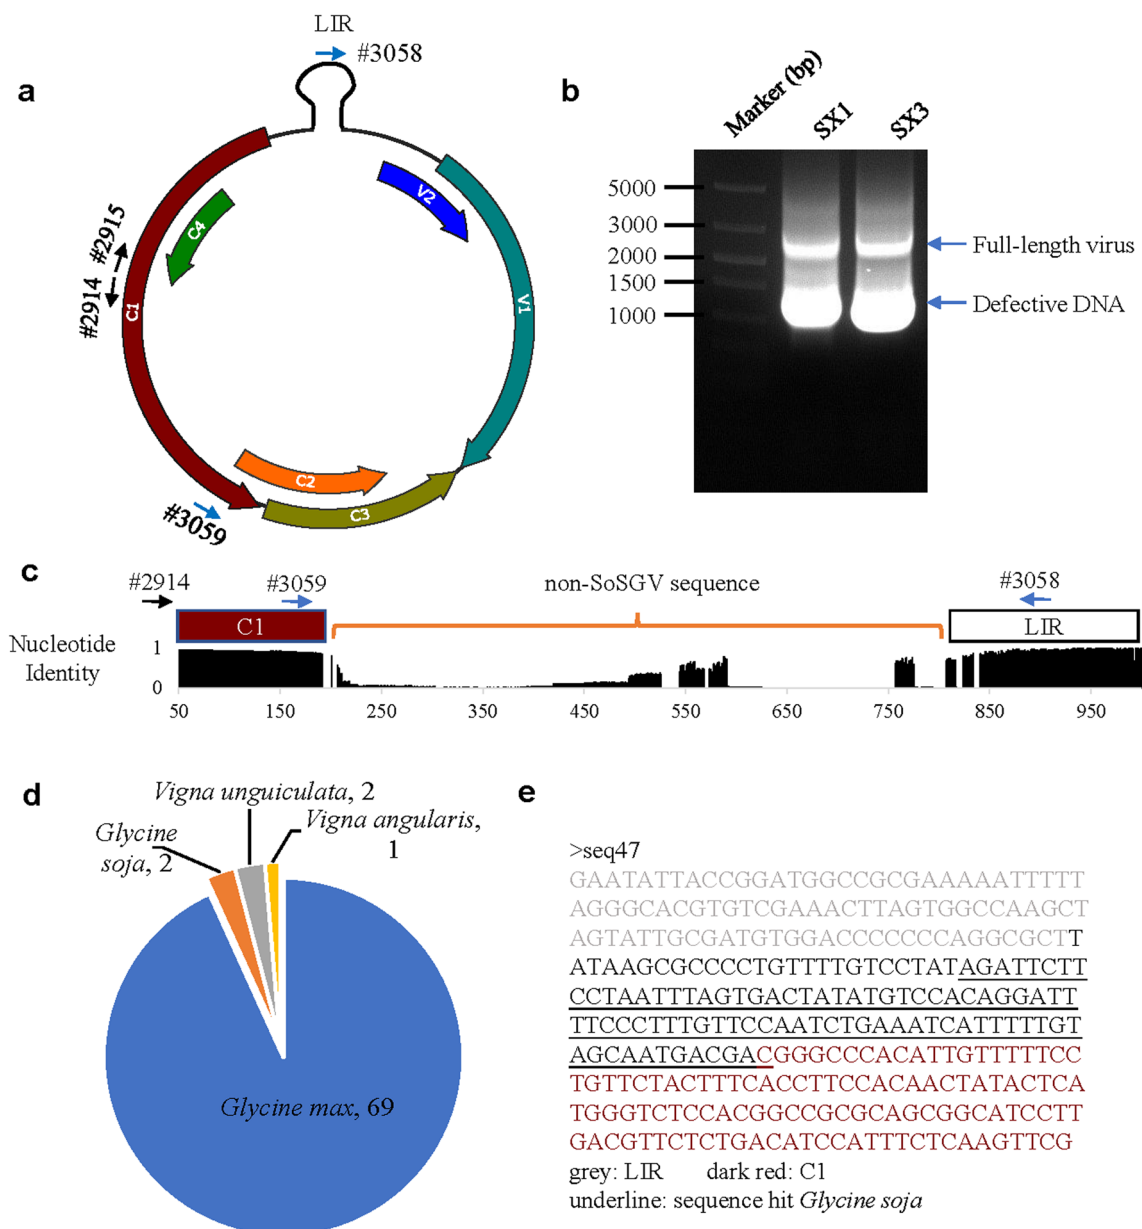 a
LIR
#3058
C4
V2
#2915
#2914
C1
V1
C2
C3
#3059
b
Marker (bp)
SX1
SX3
5000
3000
2000
1500
1000
Full-length virus
Defective DNA
c
#2914
#3059
non-SoSGV sequence
#3058
C1
LIR
Nucleotide
Identity
1
0
50 150 250 350 450 550 650 750 850 950
d
Vigna unguiculata, 2
Vigna angularis,
1
Glycine
soja, 2
Glycine max, 69
e
>seq47
GAATATTACCGGATGGCCGCGAAAAATTTTT
AGGGCACGTGTCGAAACTTAGTGGCCAAGCT
AGTATTGCGATGTGGACCCCCCCAGGCGCTT
ATAAGCGCCCCTGTTTTGTCCTATAGATTCTT
CCTAATTTAGTGACTATATGTCCACAGGATT
TTCCCTTTGTTCCAATCTGAAATCATTTTTGT
AGCAATGACGACGGGCCCACATTGTTTTTCC
TGTTCTACTTTCACCTTCCACAACTATACTCA
TGGGTCTCCACGGCCGCGCAGCGGCATCCTT
GACGTTCTCTGACATCCATTTCTCAAGTTCG
grey: LIR dark red: C1
underline: sequence hit Glycine soja